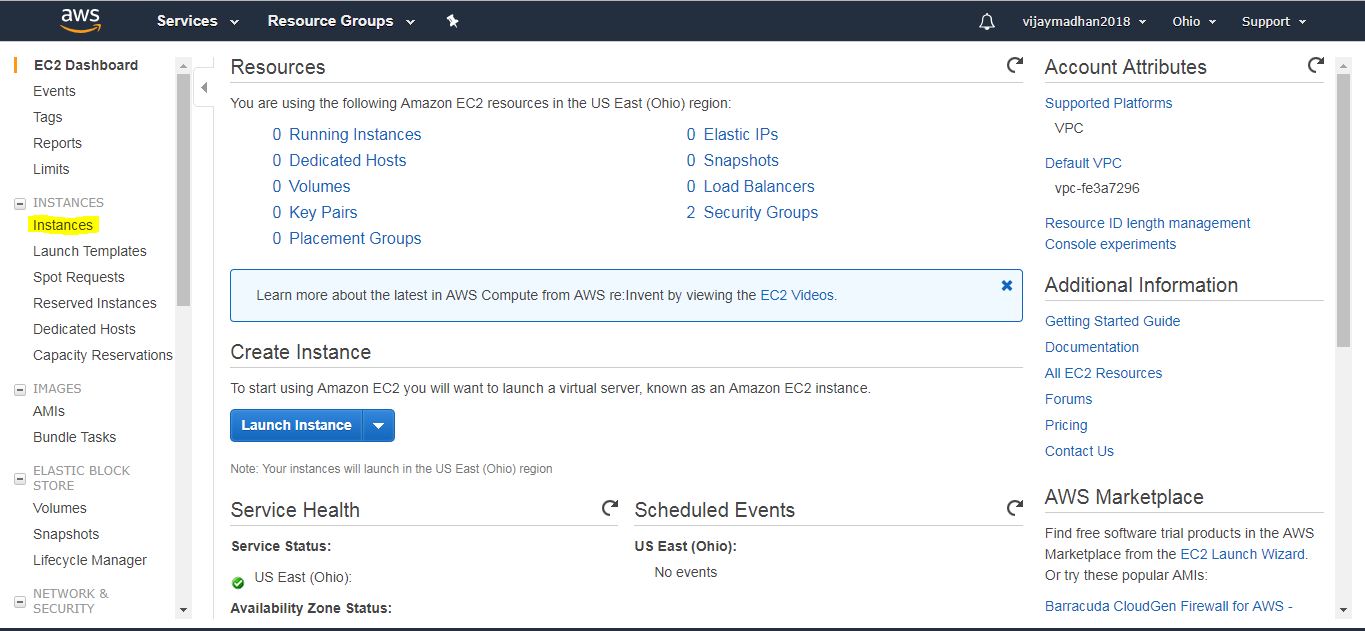 aws
Services
Resource Groups
vijaymadhan2018
Ohio
Support
EC2 Dashboard
Events
Tags
Reports
Limits
INSTANCES
Instances
Launch Templates
Spot Requests
Reserved Instances
Dedicated Hosts
Capacity Reservations
IMAGES
AMIs
Bundle Tasks
ELASTIC BLOCK
STORE
Volumes
Snapshots
Lifecycle Manager
NETWORK &
SECURITY
Resources
You are using the following Amazon EC2 resources in the US East (Ohio) region:
0 Running Instances
0 Dedicated Hosts
0 Volumes
0 Key Pairs
0 Placement Groups
0 Elastic IPs
0 Snapshots
0 Load Balancers
2 Security Groups
Learn more about the latest in AWS Compute from AWS re:Invent by viewing the EC2 Videos.
Create Instance
To start using Amazon EC2 you will want to launch a virtual server, known as an Amazon EC2 instance.
Launch Instance
Note: Your instances will launch in the US East (Ohio) region
Service Health
Service Status:
US East (Ohio):
Availability Zone Status:
Scheduled Events
US East (Ohio):
No events
Account Attributes
Supported Platforms
VPC
Default VPC
vpc-fe3a7296
Resource ID length management
Console experiments
Additional Information
Getting Started Guide
Documentation
All EC2 Resources
Forums
Pricing
Contact Us
AWS Marketplace
Find free software trial products in the AWS
Marketplace from the EC2 Launch Wizard.
Or try these popular AMIs:
Barracuda CloudGen Firewall for AWS -